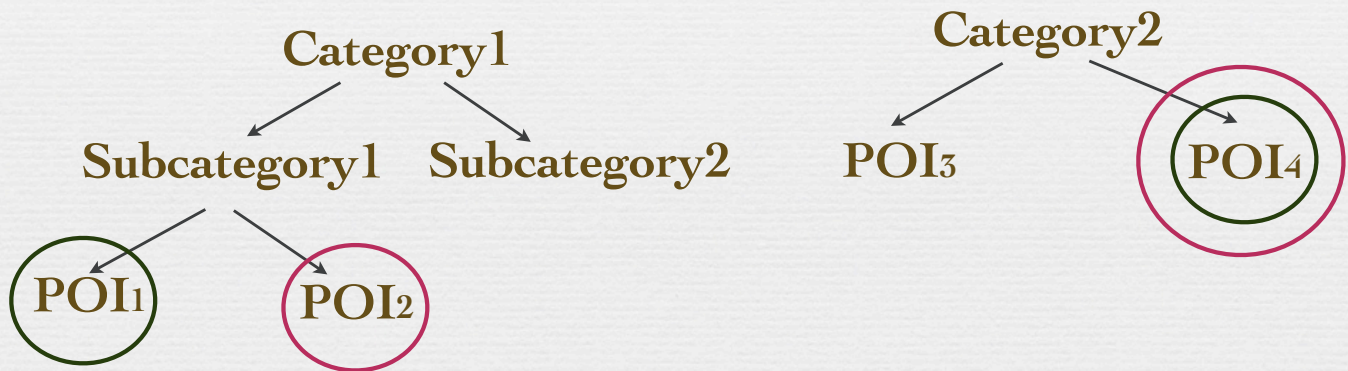 Category1
Category2
Subcategory1
Subcategory2
POI3
POI4
POI1
POI2